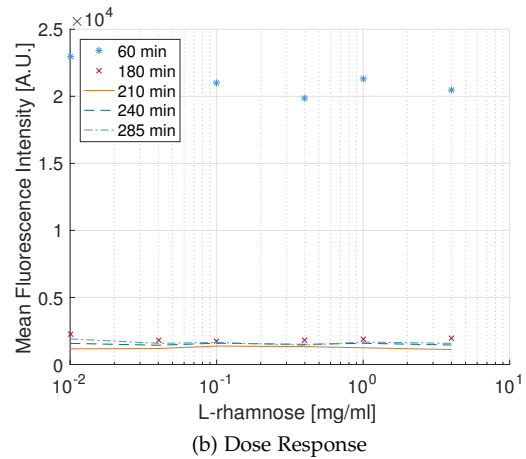 ×10⁴
2.5
2
1.5
1
0.5
0
Mean Fluorescence Intensity [A.U.]
60 min
180 min
210 min
240 min
285 min
10⁻² 10⁻¹ 10⁰ 10¹
L-rhamnose [mg/ml]
(b) Dose Response